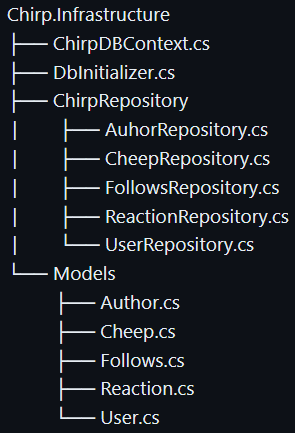 Chirp.Infrastructure
├── ChirpDBContext.cs
├── DbInitializer.cs
├── ChirpRepository
│   ├── AuhorRepository.cs
│   ├── CheepRepository.cs
│   ├── FollowsRepository.cs
│   ├── ReactionRepository.cs
│   └── UserRepository.cs
└── Models
    ├── Author.cs
    ├── Cheep.cs
    ├── Follows.cs
    ├── Reaction.cs
    └── User.cs